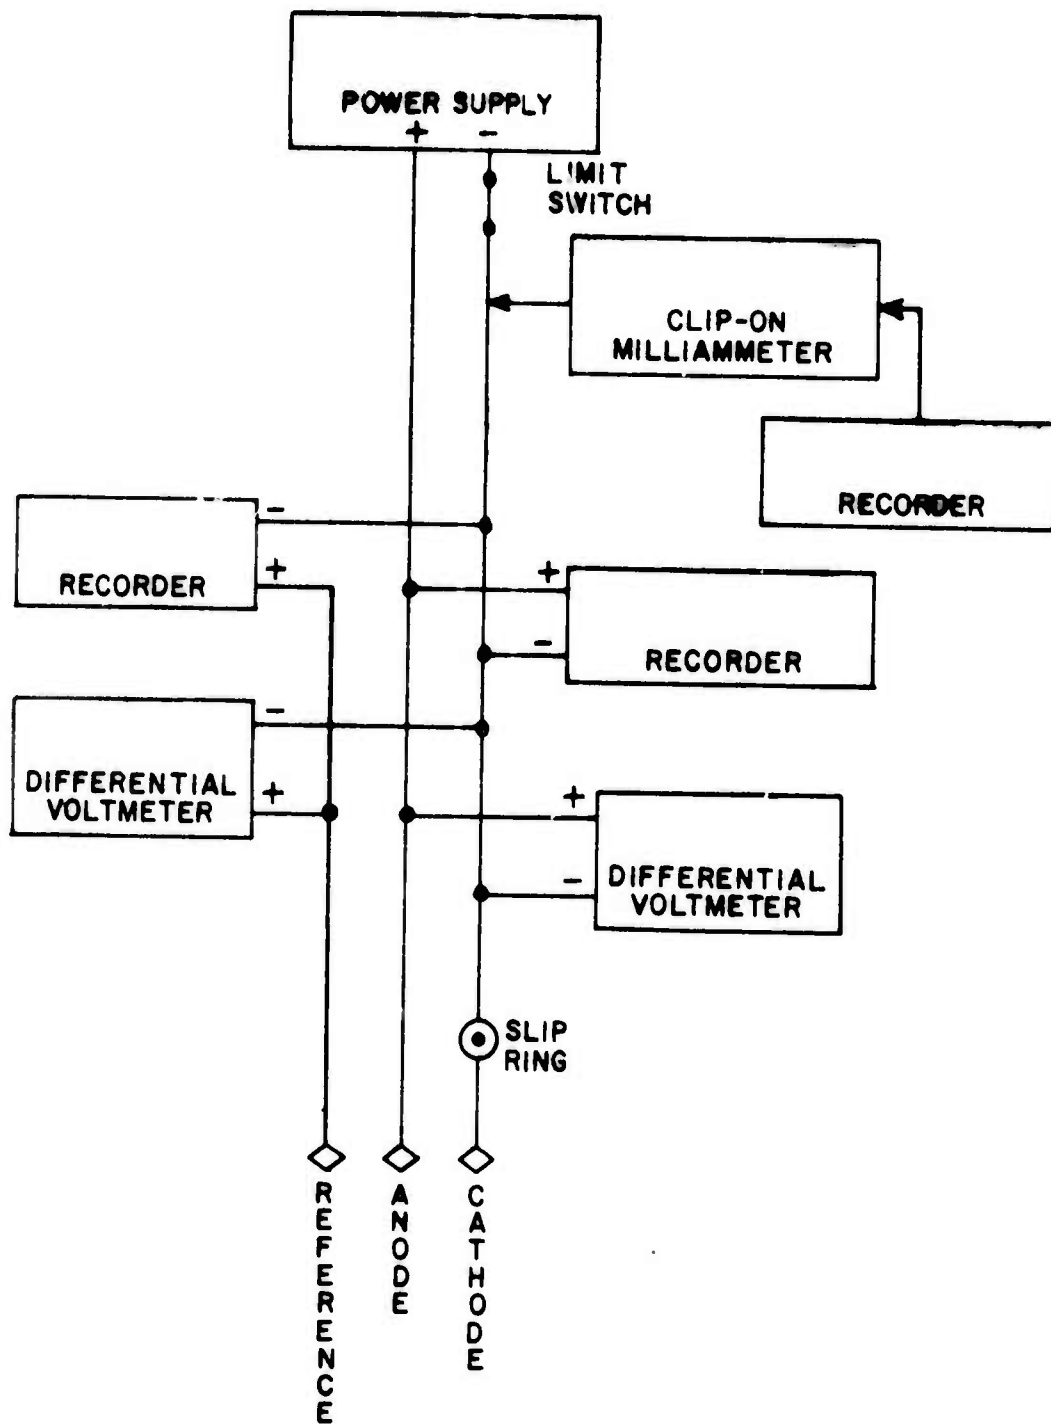 POWER SUPPLY
+ -
LIMIT
SWITCH
CLIP-ON
MILLIAMMETER
RECORDER
-
+
RECORDER
+
-
RECORDER
-
+
DIFFERENTIAL
VOLTMETER
+
-
DIFFERENTIAL
VOLTMETER
SLIP
RING
REFERENCE
ANODE
CATHODE